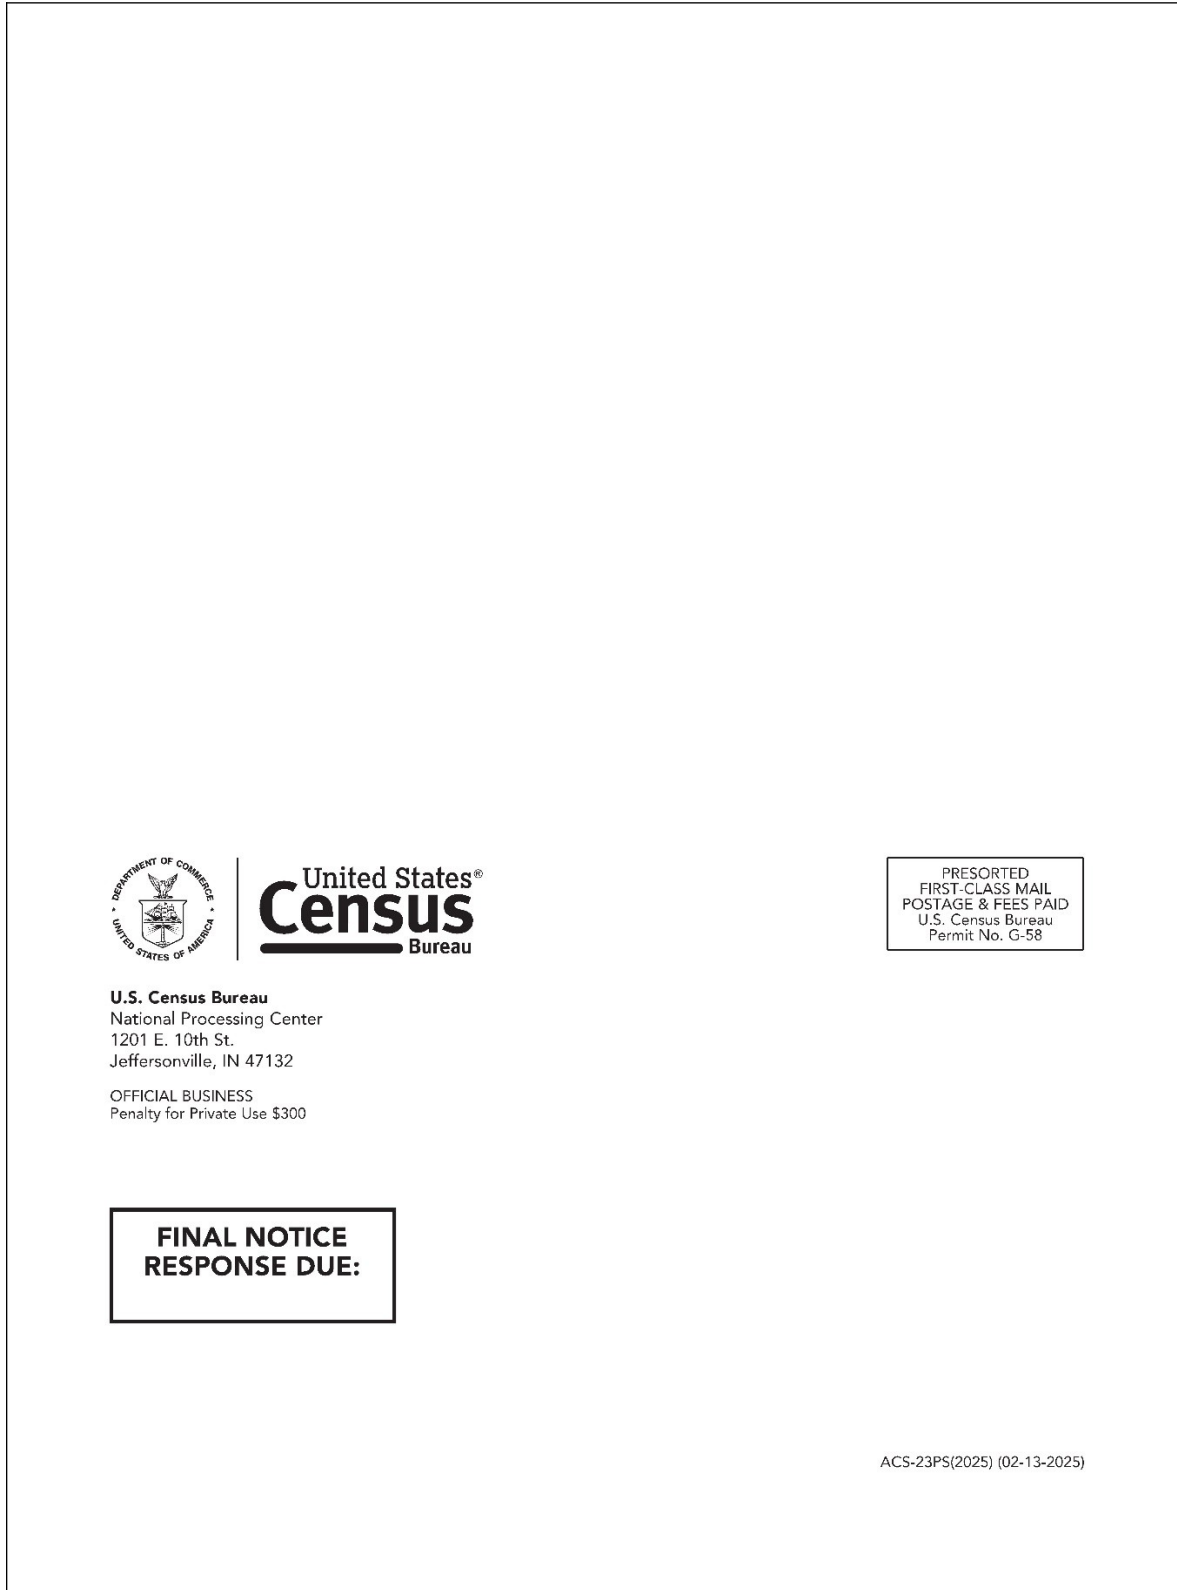 DEPARTMENT OF COMMERCE
UNITED STATES OF AMERICA
United States®
Census
Bureau
PRESORTED
FIRST-CLASS MAIL
POSTAGE & FEES PAID
U.S. Census Bureau
Permit No. G-58
U.S. Census Bureau
National Processing Center
1201 E. 10th St.
Jeffersonville, IN 47132
OFFICIAL BUSINESS
Penalty for Private Use $300
FINAL NOTICE
RESPONSE DUE:
ACS-23PS(2025) (02-13-2025)